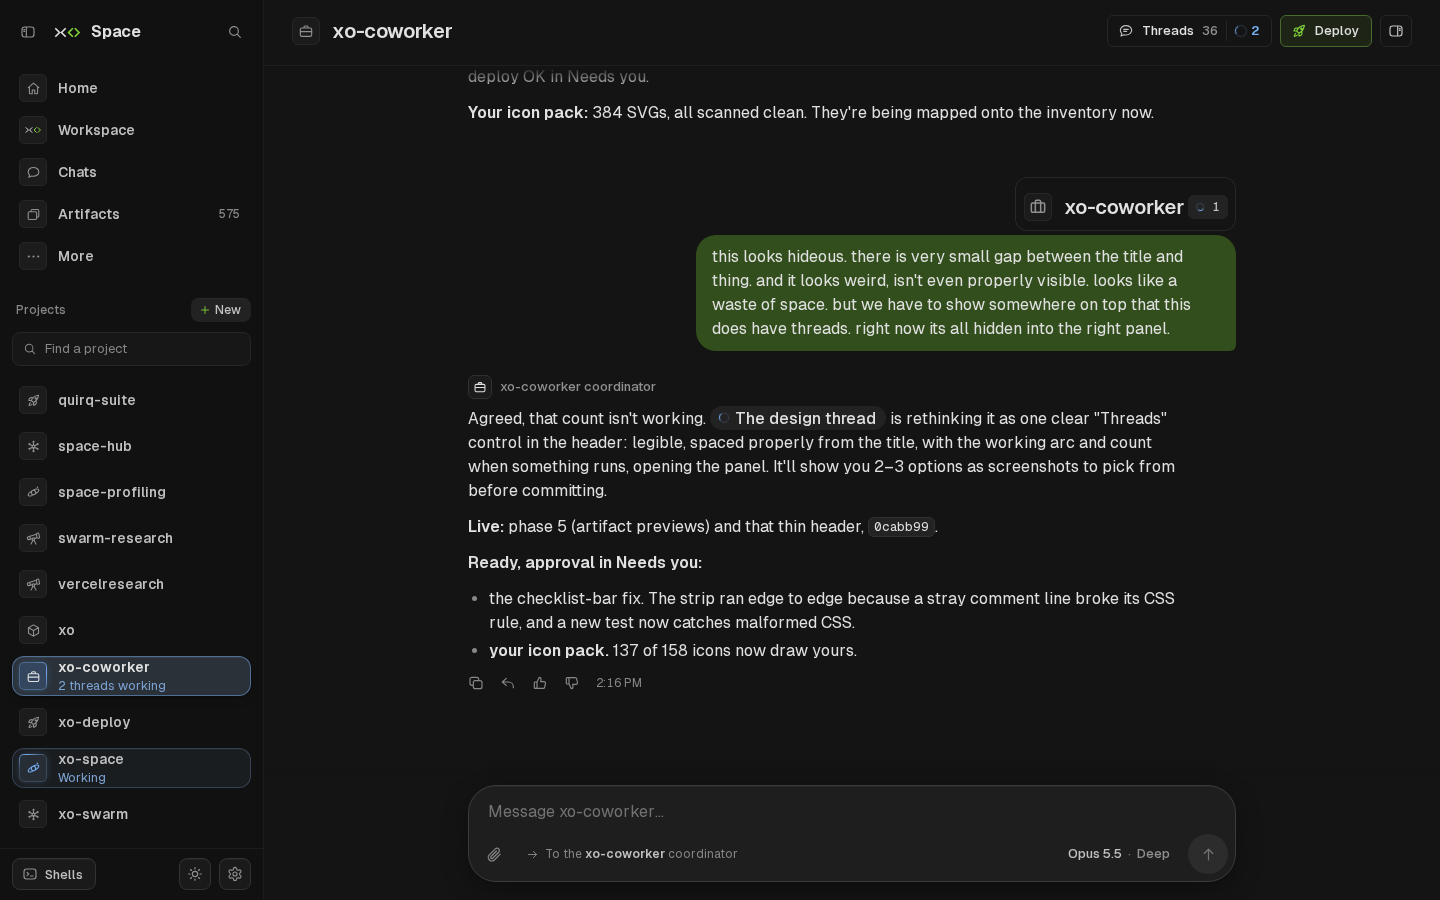 Space
Home
Workspace
Chats
Artifacts 575
More
Projects
New
Find a project
quirq-suite
space-hub
space-profiling
swarm-research
vercelresearch
xo
xo-coworker
2 threads working
xo-deploy
xo-space
Working
xo-swarm
Shells
xo-coworker
Threads 36 2
Deploy
deploy OK in Needs you.
Your icon pack: 384 SVGs, all scanned clean. They're being mapped onto the inventory now.
xo-coworker 1
this looks hideous. there is very small gap between the title and
thing. and it looks weird, isn't even properly visible. looks like a
waste of space. but we have to show somewhere on top that this
does have threads. right now its all hidden into the right panel.
xo-coworker coordinator
Agreed, that count isn't working. The design thread is rethinking it as one clear "Threads"
control in the header: legible, spaced properly from the title, with the working arc and count
when something runs, opening the panel. It'll show you 2–3 options as screenshots to pick from
before committing.
Live: phase 5 (artifact previews) and that thin header, 0cabb99.
Ready, approval in Needs you:
• the checklist-bar fix. The strip ran edge to edge because a stray comment line broke its CSS
rule, and a new test now catches malformed CSS.
• your icon pack. 137 of 158 icons now draw yours.
2:16 PM
Message xo-coworker...
→ To the xo-coworker coordinator
Opus 5.5 · Deep